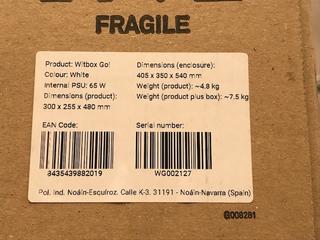 FRAGILE
Product: Witbox Go!
Colour: White
Internal PSU: 65 W
Dimensions (product):
300 x 255 x 480 mm
Dimensions (enclosure):
405 x 350 x 540 mm
Weight (product): ~4.8 kg
Weight (product plus box): ~7.5 kg
EAN Code:
8435439882019
Serial number:
WG002127
Pol. Ind. Noáin-Esquíroz. Calle K-3. 31191 - Noáin-Navarra (Spain)
G008281